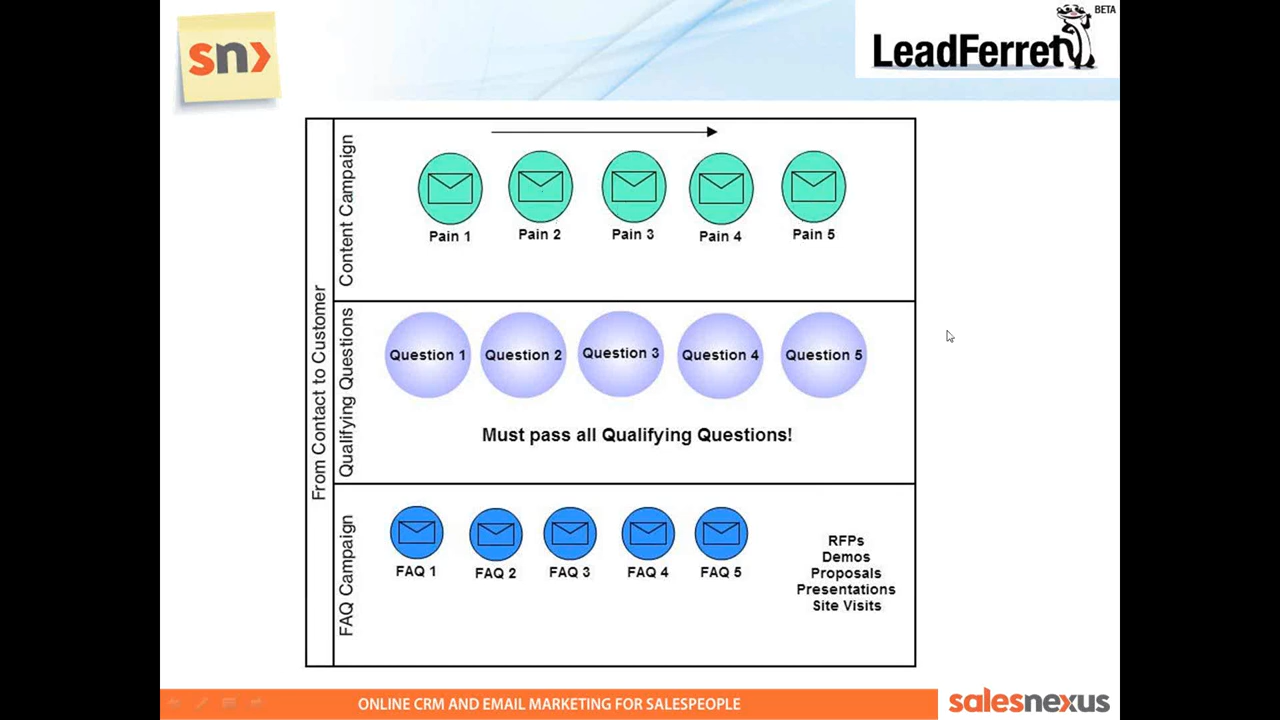 sn>
BETA
LeadFerret
From Contact to Customer
Content Campaign
Pain 1
Pain 2
Pain 3
Pain 4
Pain 5
Qualifying Questions
Question 1
Question 2
Question 3
Question 4
Question 5
Must pass all Qualifying Questions!
FAQ Campaign
FAQ 1
FAQ 2
FAQ 3
FAQ 4
FAQ 5
RFPs
Demos
Proposals
Presentations
Site Visits
ONLINE CRM AND EMAIL MARKETING FOR SALESPEOPLE
salesnexus